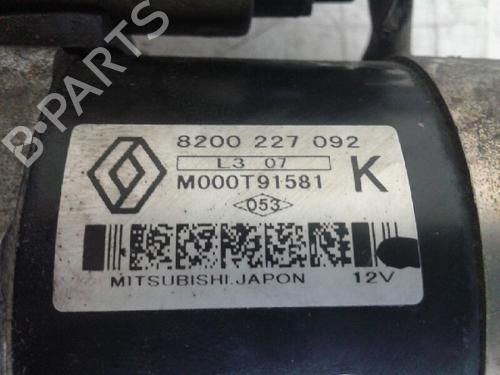 B-PARTS
8200 227 092
L3 07
M000T91581 K
053
MITSUBISHI.JAPON 12V